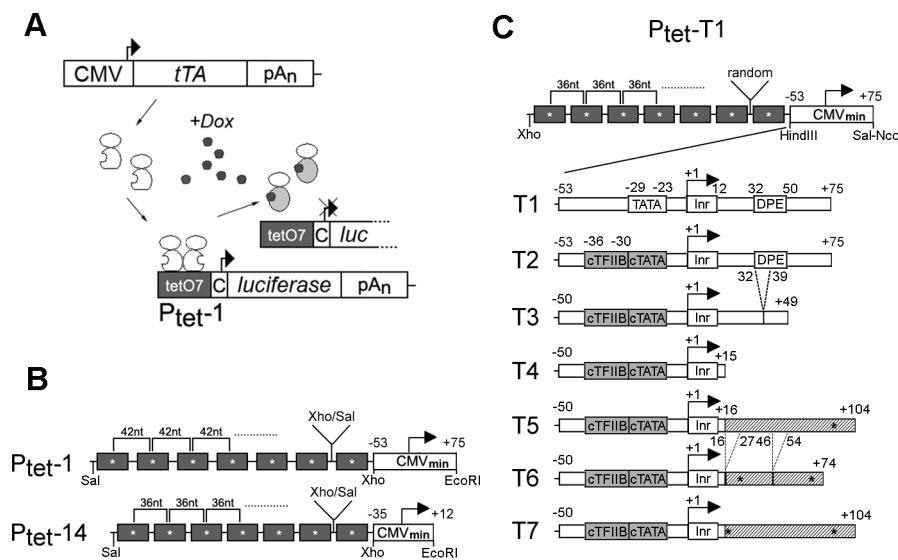 A
CMV tTA pAn
+Dox
tetO7 C luc
tetO7 C luciferase pAn
Ptet-1
B
Xho/Sal
42nt 42nt 42nt ............
-53 +75
Ptet-1
* * * * * * * CMVmin
Sal Xho EcoRI
Xho/Sal
36nt 36nt 36nt ............
-35 +12
Ptet-14
* * * * * * * CMVmin
Sal Xho EcoRI
C
Ptet-T1
random
36nt 36nt 36nt ............
-53 +75
* * * * * * * CMVmin
Xho HindIII Sal-Nco
+1
-53 -29 -23 12 32 50 +75
T1 TATA Inr DPE
+1
-53 -36 -30 +75
T2 cTFIIB cTATA Inr DPE
32 39
+1
-50 +49
T3 cTFIIB cTATA Inr
+1
-50 +15
T4 cTFIIB cTATA Inr
+1
-50 +16 +104
T5 cTFIIB cTATA Inr *
16 27 46 54
+1
-50 +74
T6 cTFIIB cTATA Inr * *
+1
-50 +104
T7 cTFIIB cTATA Inr * *